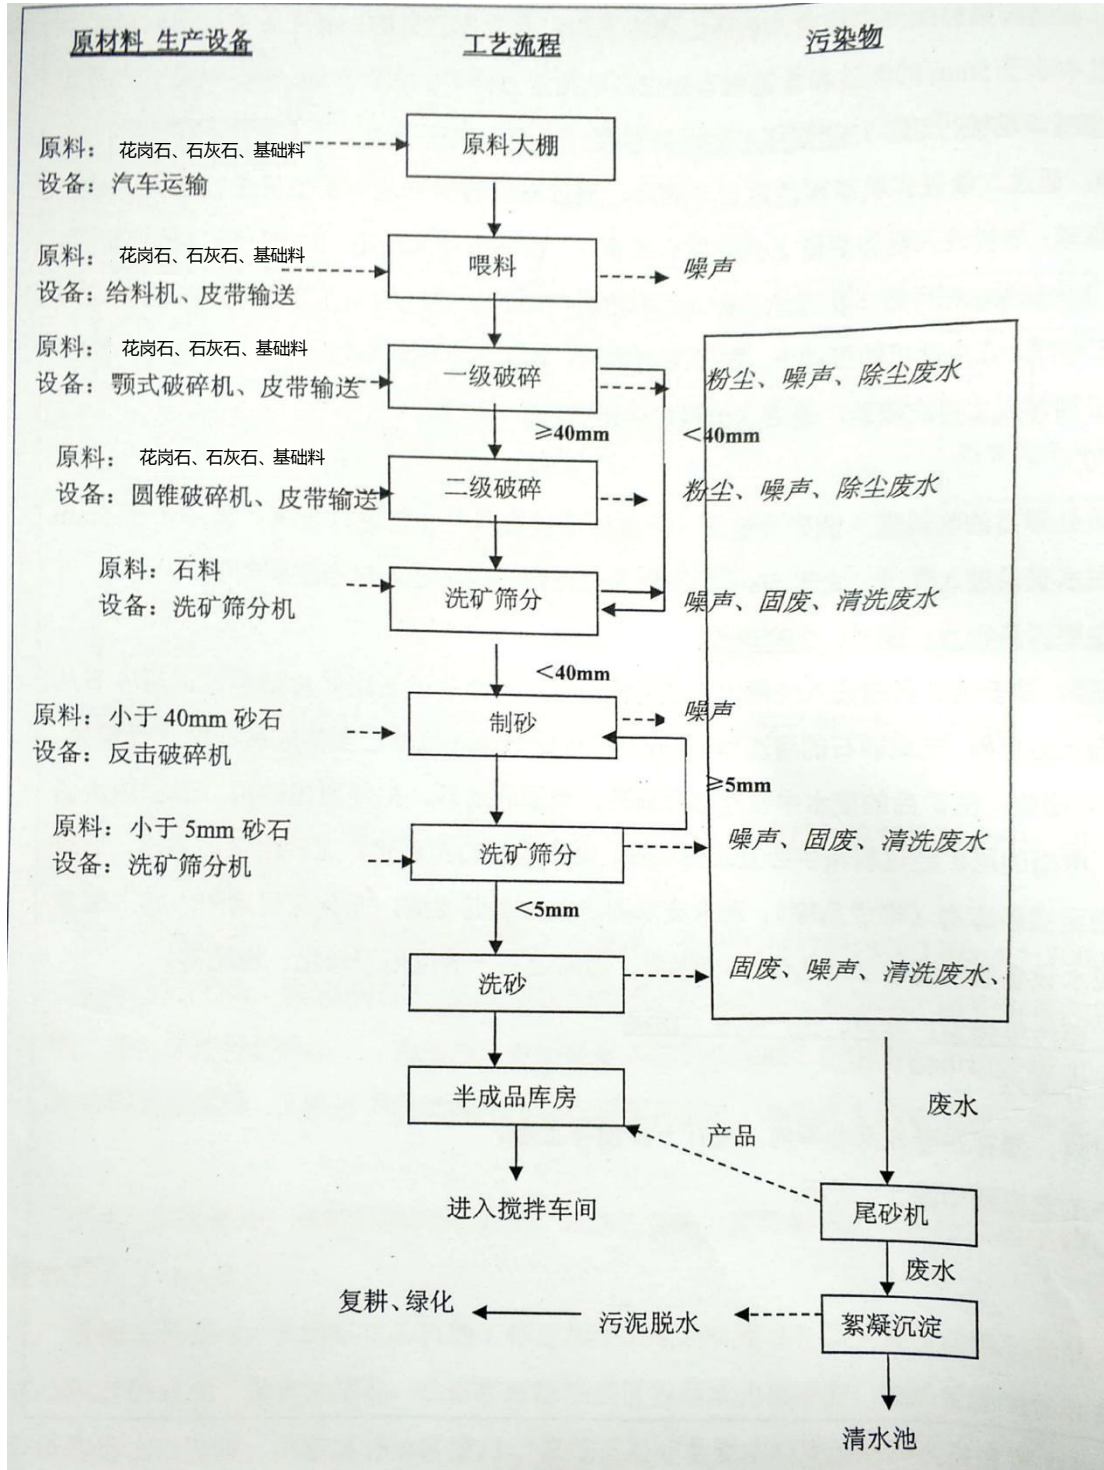 原材料 生产设备 工艺流程 污染物
原料： 花岗石、石灰石、基础料
设备：汽车运输
原料大棚
原料： 花岗石、石灰石、基础料
设备：给料机、皮带输送
喂料
噪声
原料： 花岗石、石灰石、基础料
设备：颚式破碎机、皮带输送
一级破碎
粉尘、噪声、除尘废水
≥40mm
＜40mm
原料： 花岗石、石灰石、基础料
设备：圆锥破碎机、皮带输送
二级破碎
粉尘、噪声、除尘废水
原料：石料
设备：洗矿筛分机
洗矿筛分
噪声、固废、清洗废水
＜40mm
原料：小于 40mm 砂石
设备：反击破碎机
制砂
噪声
≥5mm
原料：小于 5mm 砂石
设备：洗矿筛分机
洗矿筛分
噪声、固废、清洗废水
＜5mm
洗砂
固废、噪声、清洗废水、
半成品库房
废水
产品
进入搅拌车间
尾砂机
废水
复耕、绿化
污泥脱水
絮凝沉淀
清水池